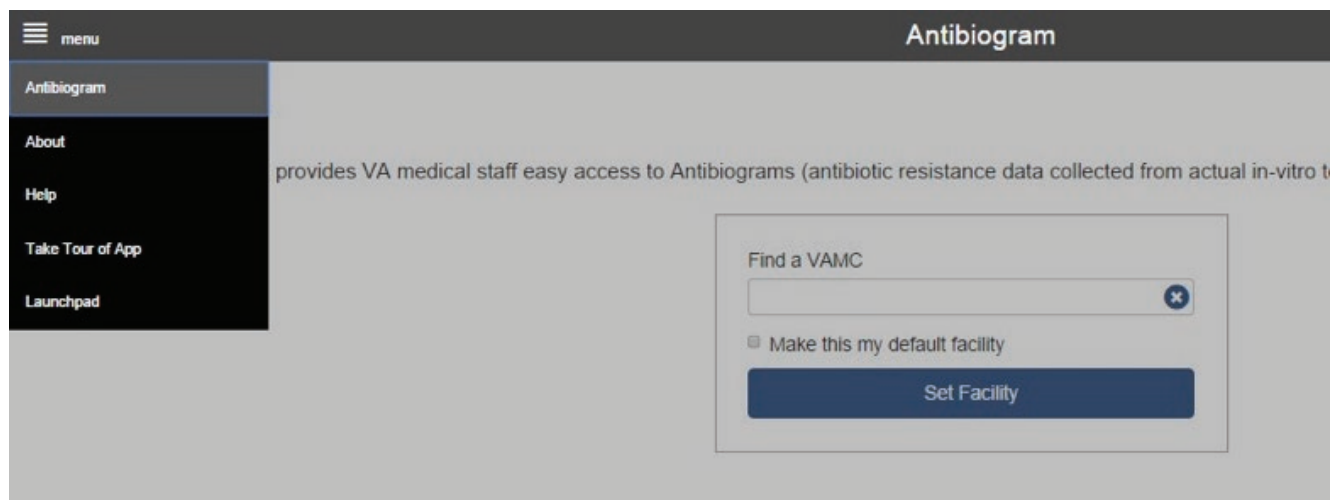 menu
Antibiogram
Antibiogram
About
Help
Take Tour of App
Launchpad
provides VA medical staff easy access to Antibiograms (antibiotic resistance data collected from actual in-vitro
Find a VAMC
Make this my default facility
Set Facility